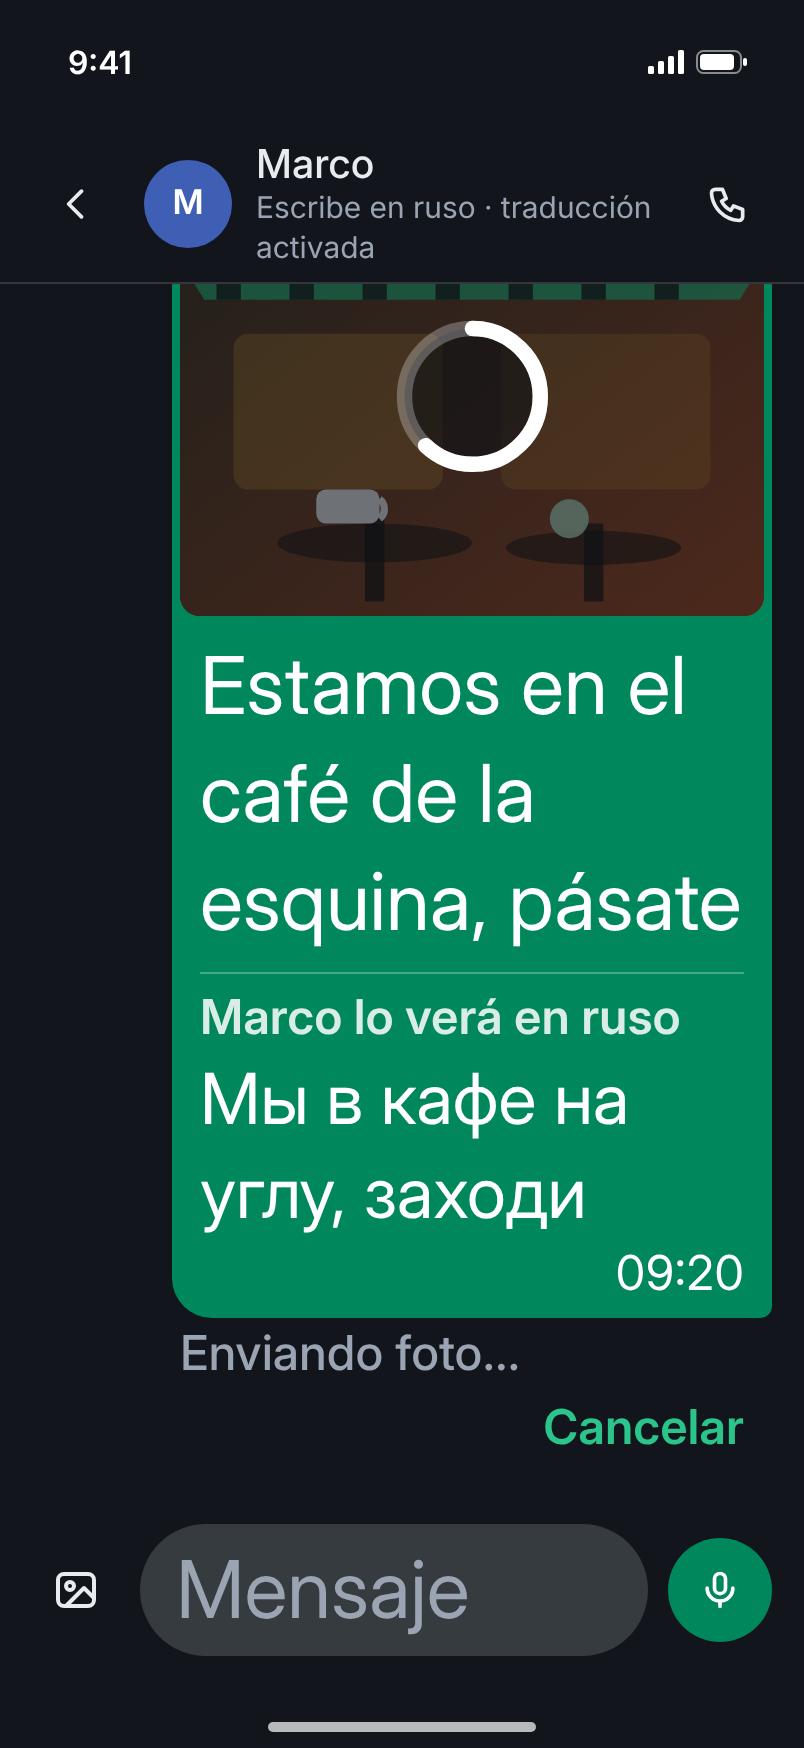 9:41
M
Marco
Escribe en ruso · traducción
activada
Estamos en el
café de la
esquina, pásate
Marco lo verá en ruso
Мы в кафе на
углу, заходи
09:20
Enviando foto...
Cancelar
Mensaje